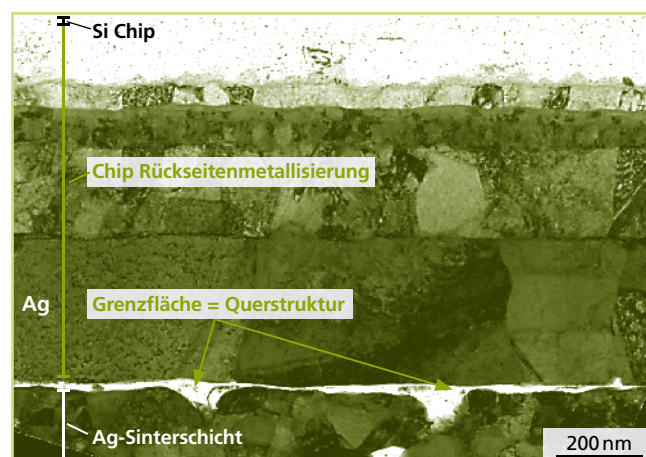 Si Chip
Chip Rückseitenmetallisierung
Ag
Grenzfläche = Querstruktur
Ag-Sinterschicht
200 nm